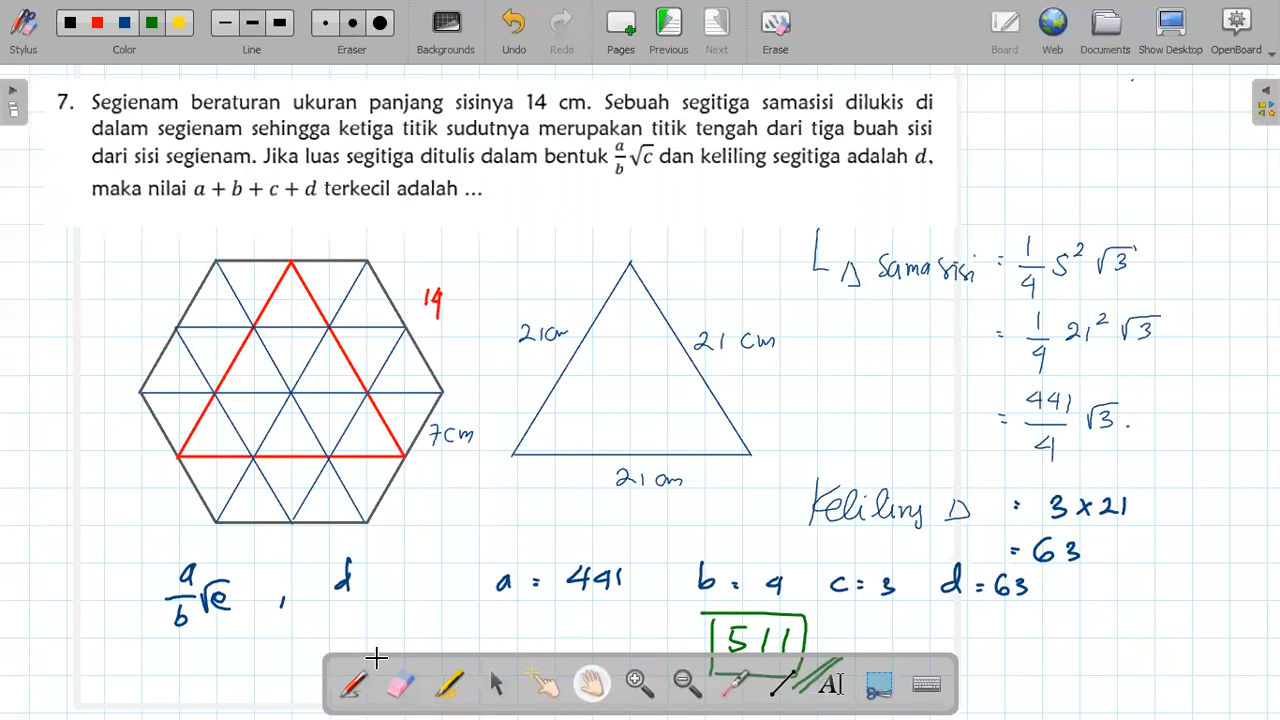 Stylus
Color
Line
Eraser
Backgrounds
Undo
Redo
Pages
Previous
Next
Erase
Board
Web
Documents
Show Desktop
OpenBoard
7. Segienam beraturan ukuran panjang sisinya 14 cm. Sebuah segitiga samasisi dilukis di
dalam segienam sehingga ketiga titik sudutnya merupakan titik tengah dari tiga buah sisi
dari sisi segienam. Jika luas segitiga ditulis dalam bentuk a/b √c dan keliling segitiga adalah d,
maka nilai a + b + c + d terkecil adalah ...
14
7cm
21cm
21 cm
21 cm
L Δ samasisi = 1/4 s² √3
= 1/4 21² √3
= 441/4 √3.
Keliling Δ : 3 x 21
= 63
a/b √c , d
a = 441 b = 4 c = 3 d = 63
511
AI